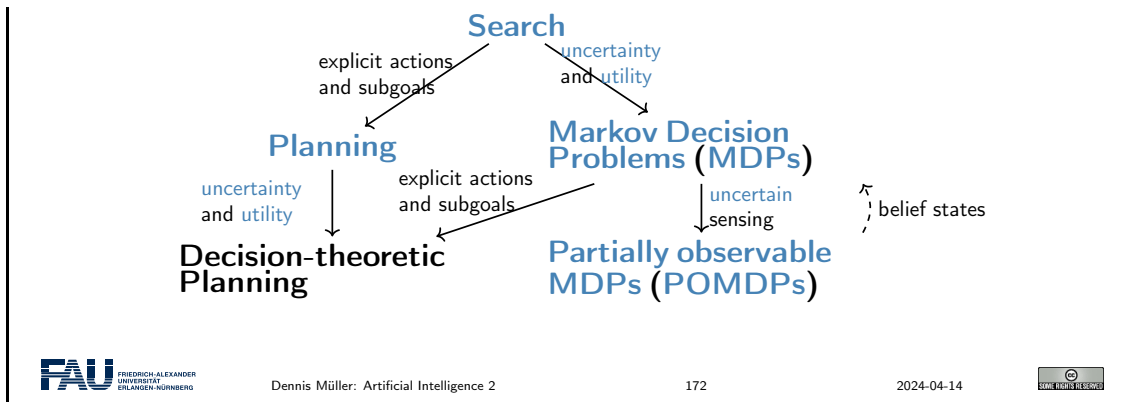 Search
explicit actions
and subgoals
uncertainty
and utility
Planning
Markov Decision
Problems (MDPs)
uncertainty
and utility
explicit actions
and subgoals
uncertain
sensing
belief states
Decision-theoretic
Planning
Partially observable
MDPs (POMDPs)
FAU
FRIEDRICH-ALEXANDER
UNIVERSITÄT
ERLANGEN-NÜRNBERG
Dennis Müller: Artificial Intelligence 2
172
2024-04-14
cc
SOME RIGHTS RESERVED